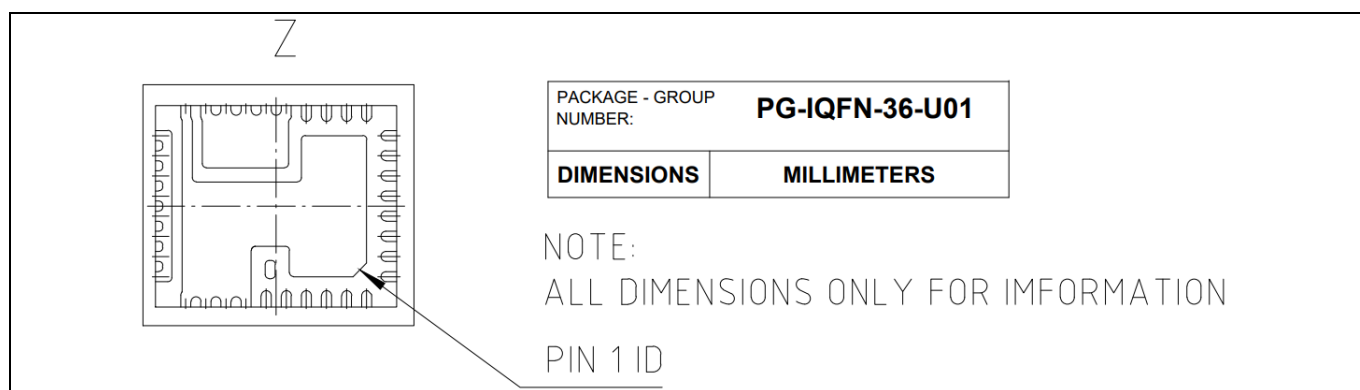 Z
PACKAGE - GROUP
NUMBER:
PG-IQFN-36-U01
DIMENSIONS
MILLIMETERS
NOTE:
ALL DIMENSIONS ONLY FOR IMFORMATION
PIN 1 ID